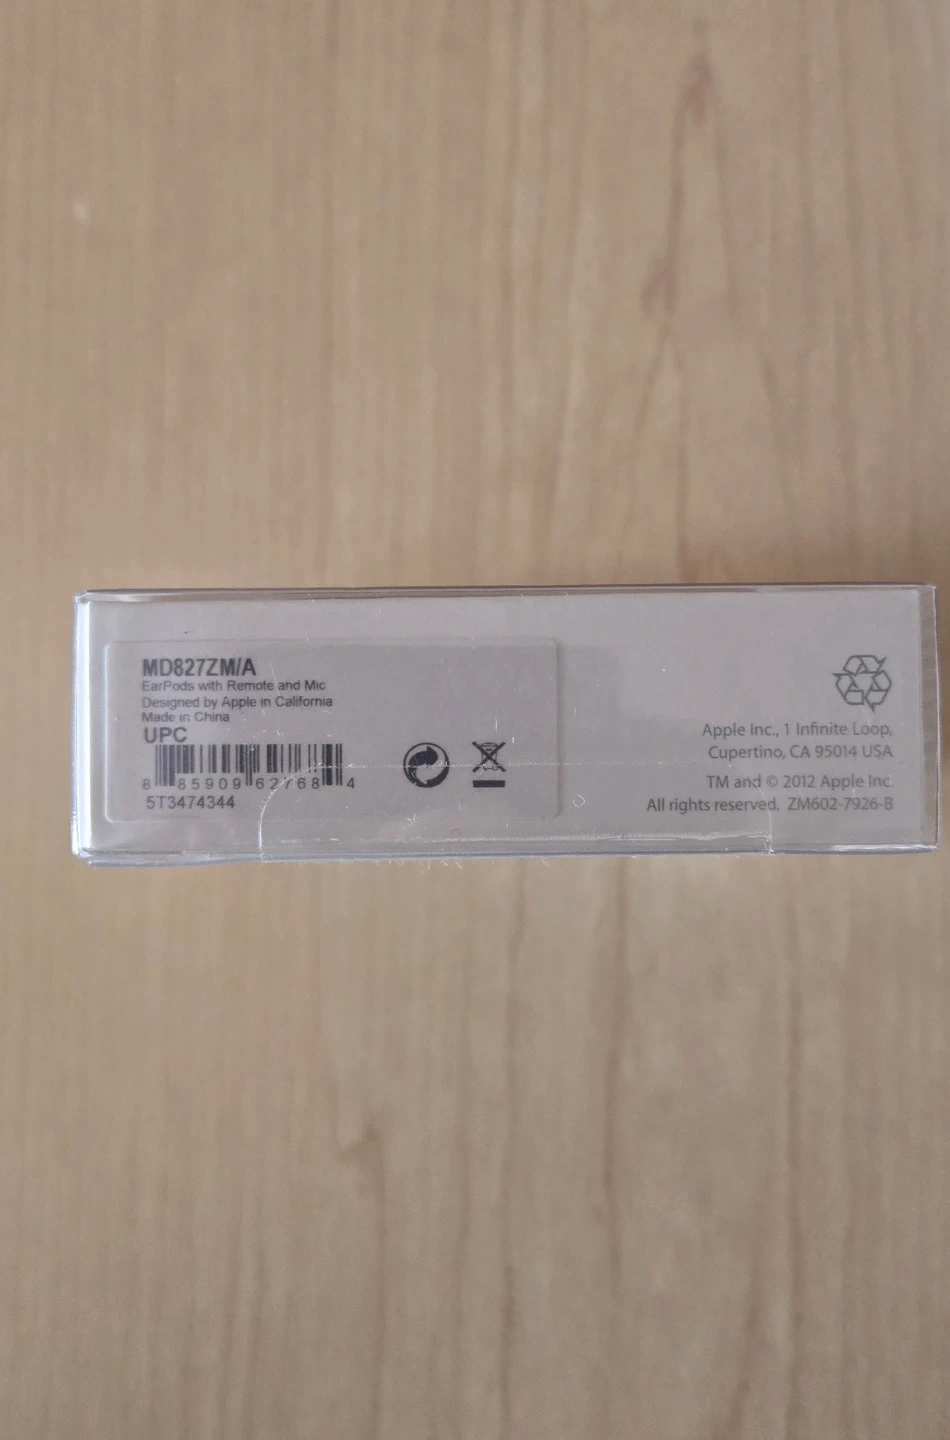 MD827ZM/A
EarPods with Remote and Mic
Designed by Apple in California
Made in China
UPC
8 85909 62768 4
5T3474344
Apple Inc., 1 Infinite Loop,
Cupertino, CA 95014 USA
TM and © 2012 Apple Inc.
All rights reserved. ZM602-7926-B